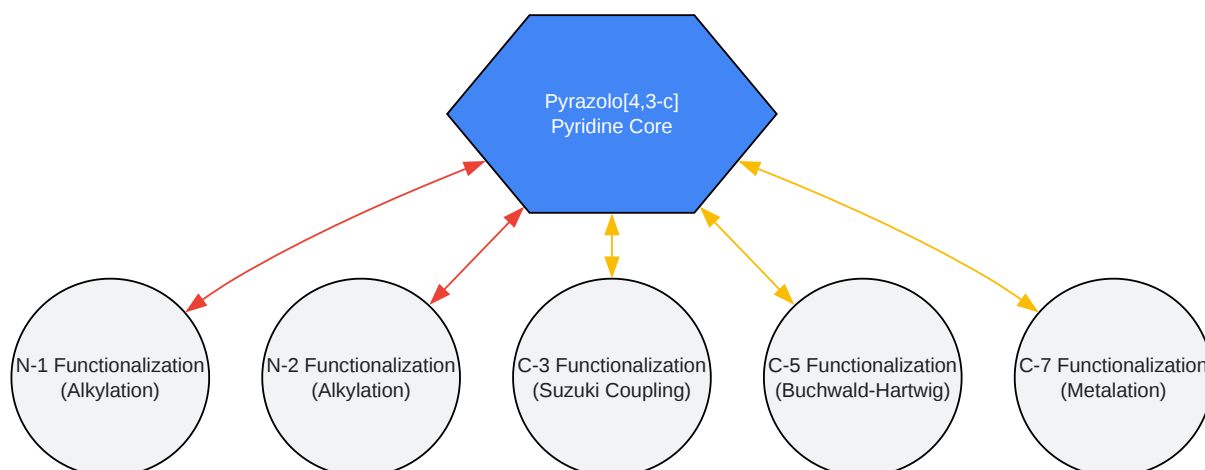 Pyrazolo[4,3-c]
Pyridine Core
N-1 Functionalization
(Alkylation)
N-2 Functionalization
(Alkylation)
C-3 Functionalization
(Suzuki Coupling)
C-5 Functionalization
(Buchwald-Hartwig)
C-7 Functionalization
(Metalation)